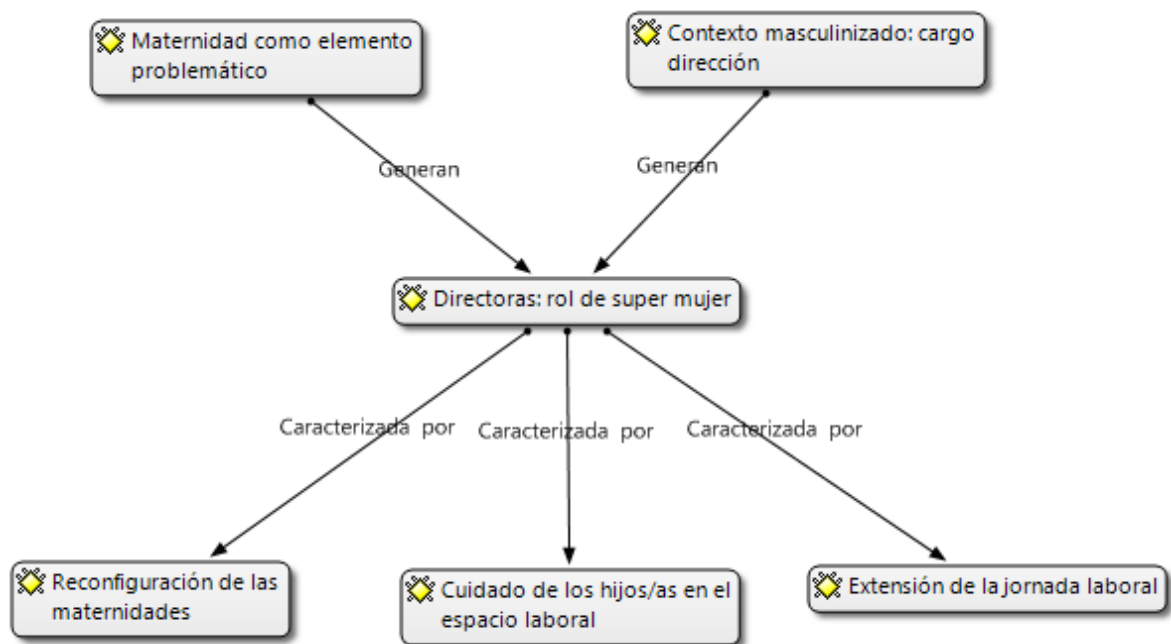 Maternidad como elemento
problemático
Contexto masculinizado: cargo
dirección
Generan
Generan
Directoras: rol de super mujer
Caracterizada por
Caracterizada por
Caracterizada por
Reconfiguración de las
maternidades
Cuidado de los hijos/as en el
espacio laboral
Extensión de la jornada laboral